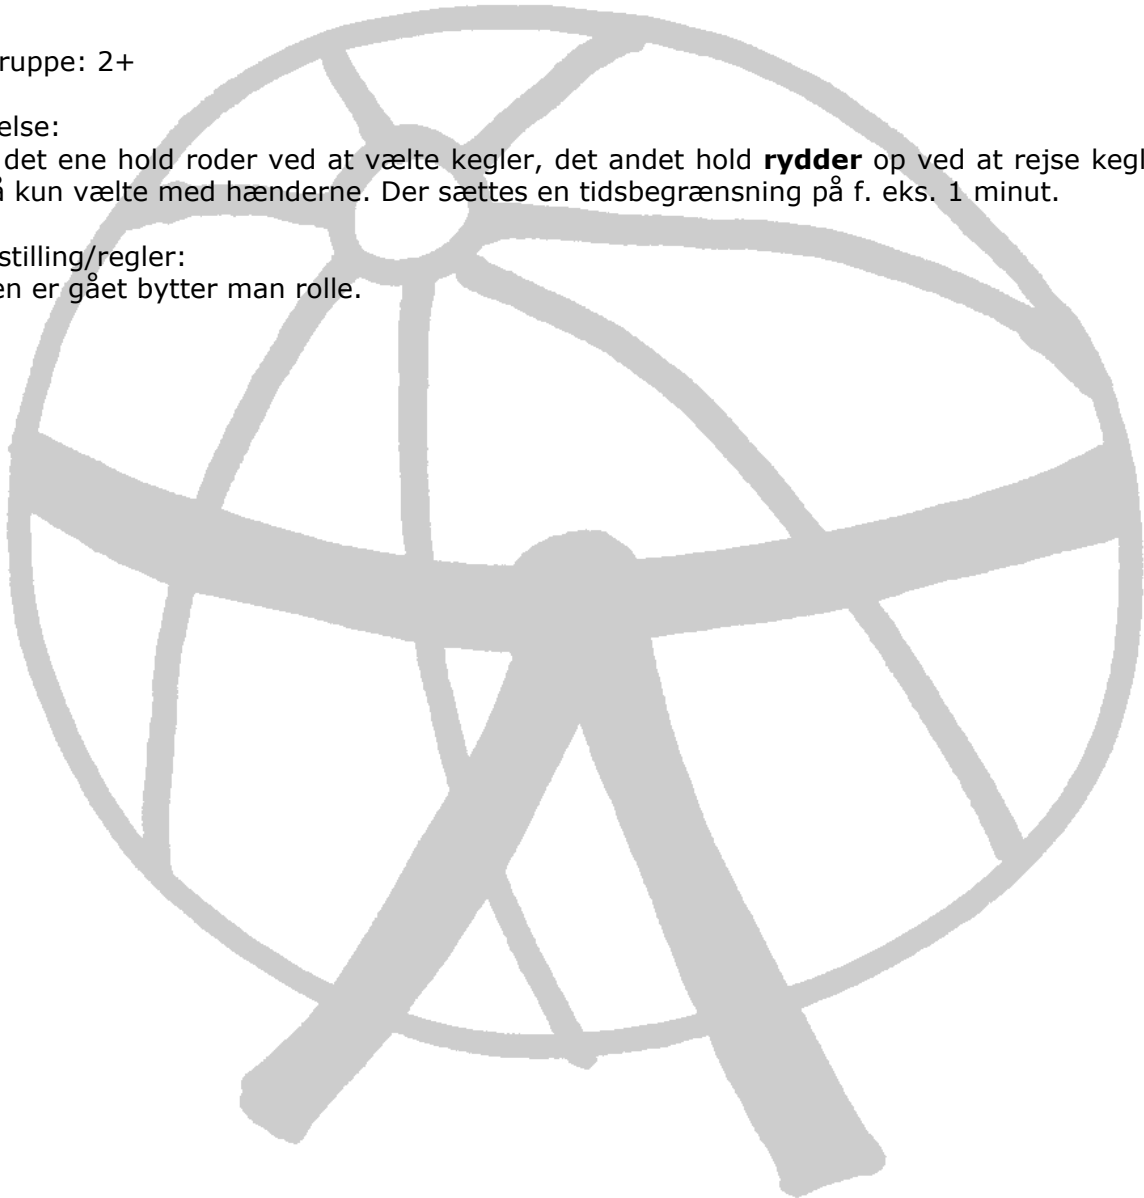 ruppe: 2+
else:
det ene hold roder ved at vælte kegler, det andet hold rydder op ved at rejse kegl
kun vælte med hænderne. Der sættes en tidsbegrænsning på f. eks. 1 minut.
stilling/regler:
en er gået bytter man rolle.